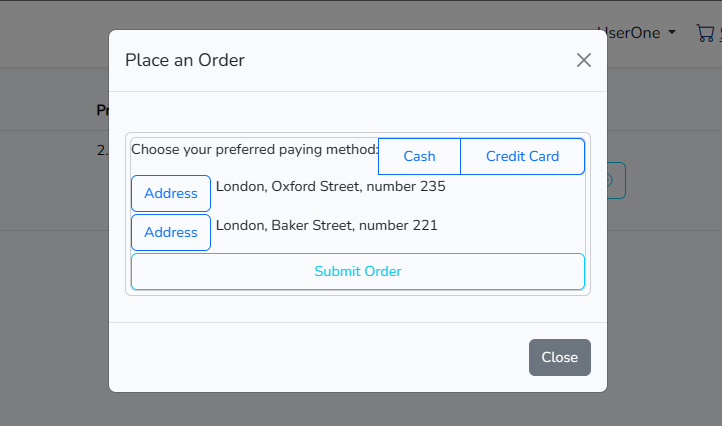 UserOne
Place an Order
2.
Choose your preferred paying method:
Cash
Credit Card
Address London, Oxford Street, number 235
Address London, Baker Street, number 221
Submit Order
Close